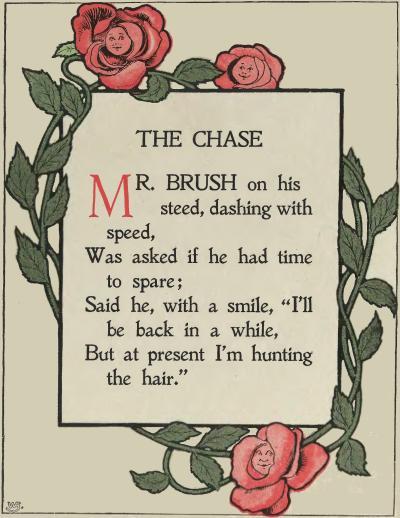 THE CHASE
MR. BRUSH on his
steed, dashing with
speed,
Was asked if he had time
to spare;
Said he, with a smile, “I'll
be back in a while,
But at present I'm hunting
the hair.”